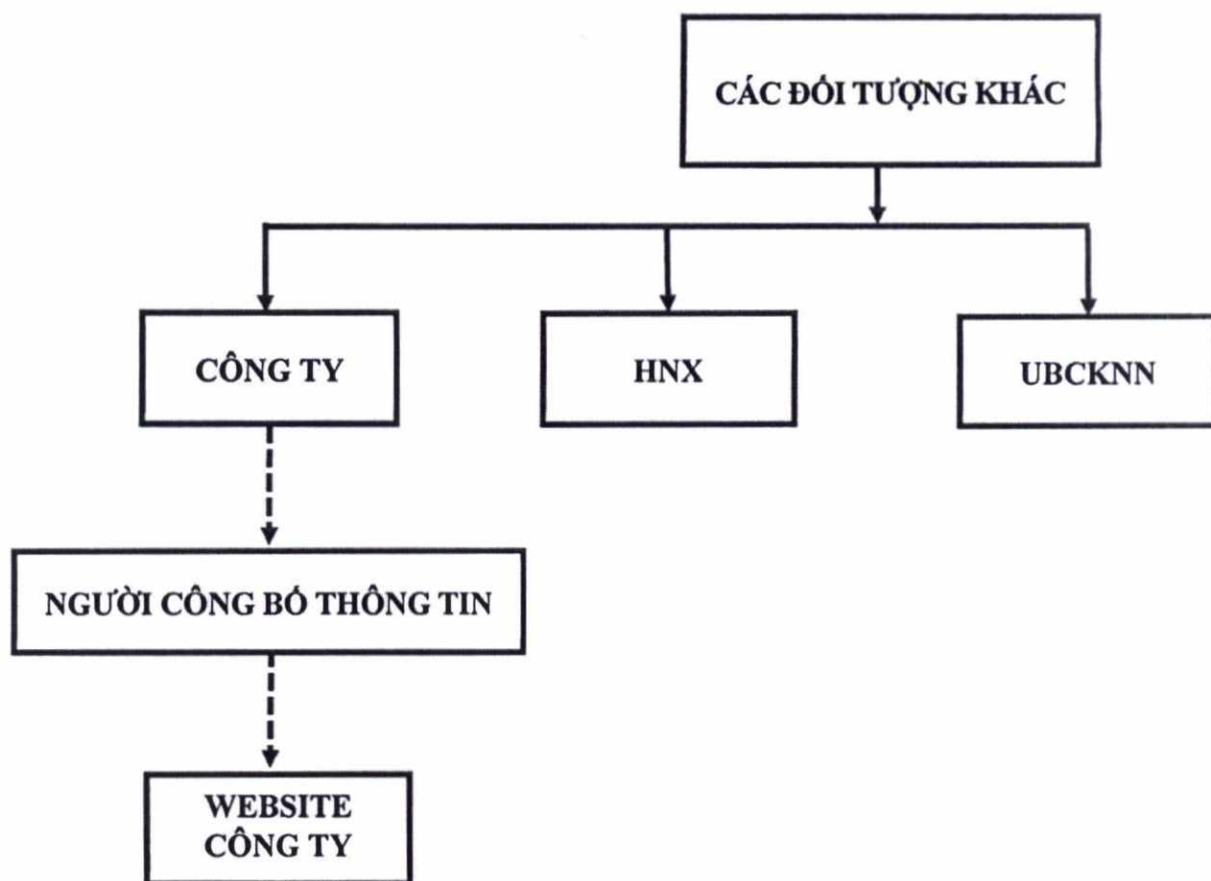 CÁC ĐỐI TƯỢNG KHÁC
CÔNG TY
HNX
UBCKNN
NGƯỜI CÔNG BỐ THÔNG TIN
WEBSITE
CÔNG TY